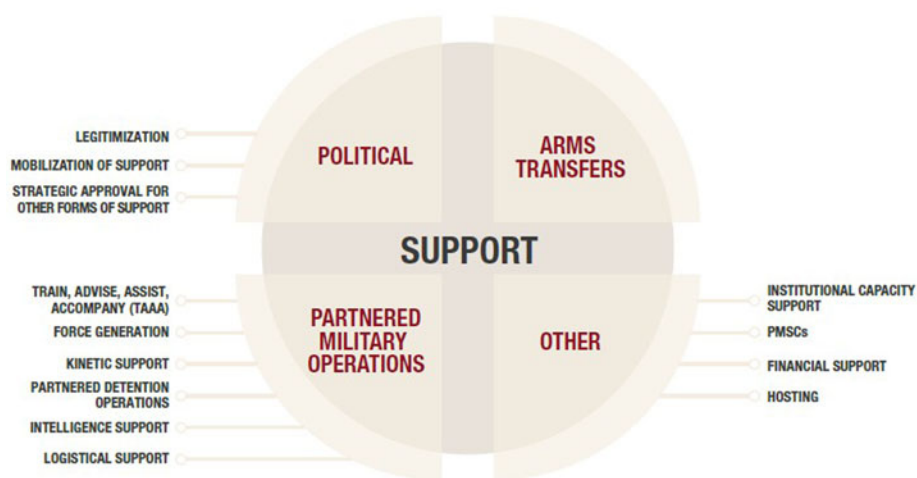 LEGITIMIZATION
MOBILIZATION OF SUPPORT
STRATEGIC APPROVAL FOR
OTHER FORMS OF SUPPORT
POLITICAL
ARMS
TRANSFERS
SUPPORT
TRAIN, ADVISE, ASSIST,
ACCOMPANY (TAAA)
FORCE GENERATION
KINETIC SUPPORT
PARTNERED DETENTION
OPERATIONS
INTELLIGENCE SUPPORT
LOGISTICAL SUPPORT
PARTNERED
MILITARY
OPERATIONS
OTHER
INSTITUTIONAL CAPACITY
SUPPORT
PMSCs
FINANCIAL SUPPORT
HOSTING